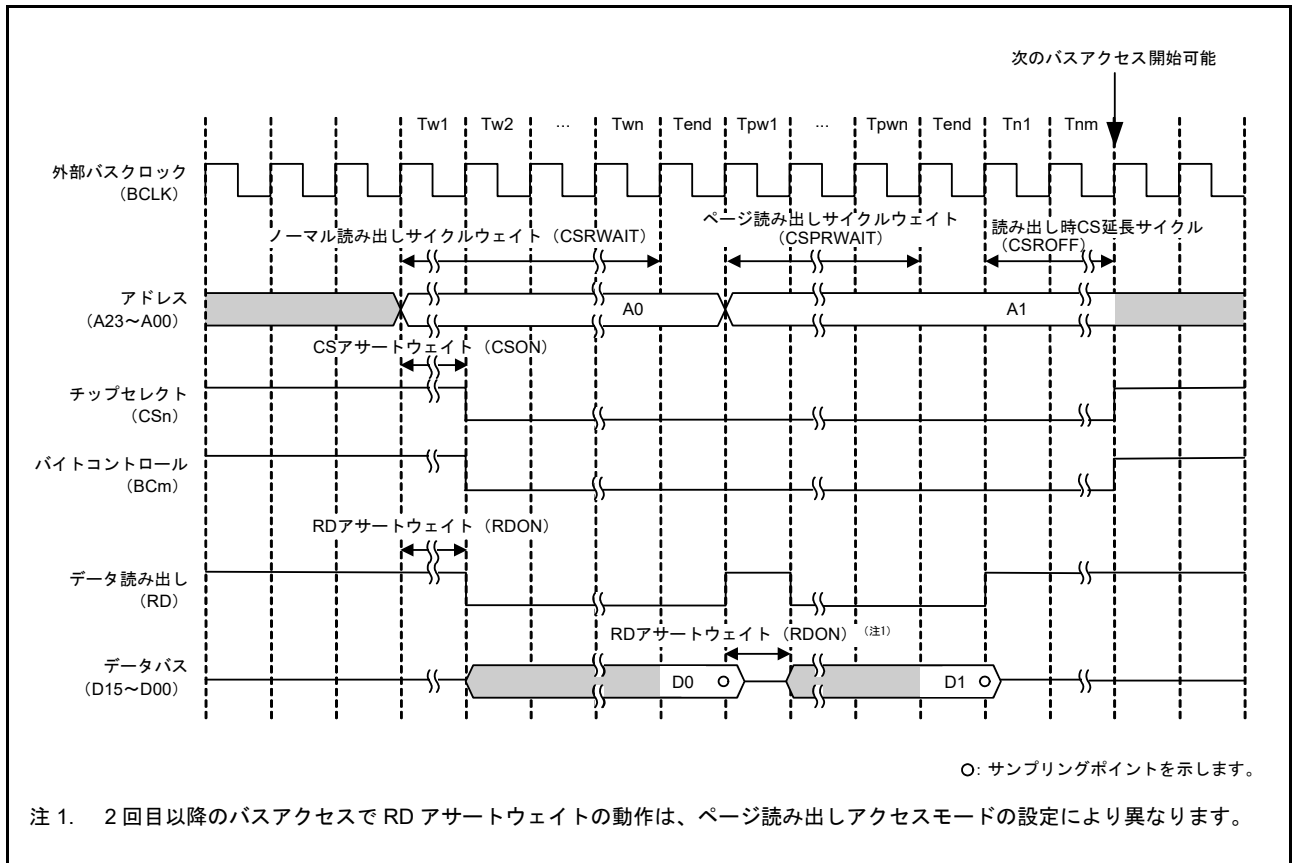 次のバスアクセス開始可能
Tw1 Tw2 … Twn Tend Tpw1 … Tpwn Tend Tn1 Tnm
外部バスクロック
（BCLK）
ノーマル読み出しサイクルウェイト（CSRWAIT）
ページ読み出しサイクルウェイト
（CSPRWAIT）
読み出し時CS延長サイクル
（CSROFF）
アドレス
（A23～A00）
A0
A1
CSアサートウェイト（CSON）
チップセレクト
（CSn）
バイトコントロール
（BCm）
RDアサートウェイト（RDON）
データ読み出し
（RD）
RDアサートウェイト（RDON）（注1）
データバス
（D15～D00）
D0
D1
O: サンプリングポイントを示します。
注 1. 2 回目以降のバスアクセスで RD アサートウェイトの動作は、ページ読み出しアクセスモードの設定により異なります。